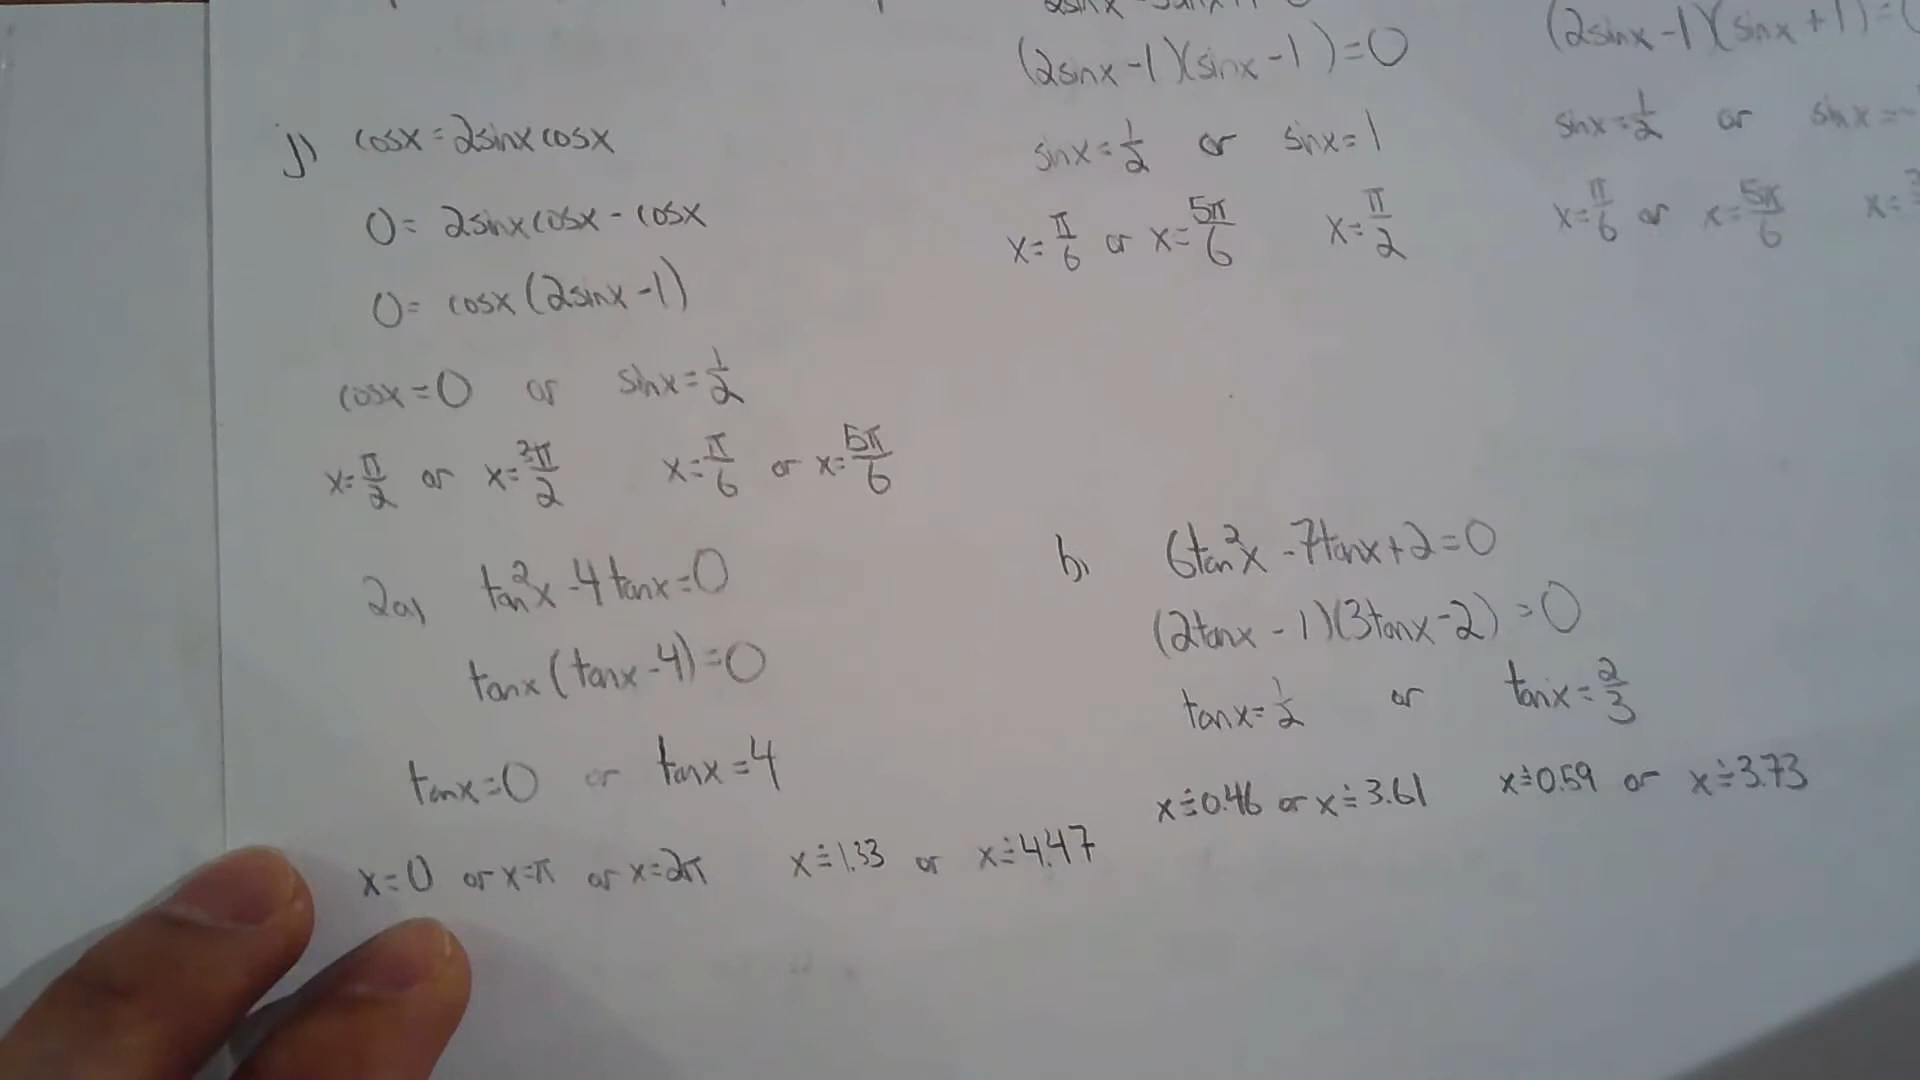 (2sinx-1)(sinx-1)=0
sinx=1/2 or sinx=1
x=π/6 or x=5π/6 x=π/2
(2sinx-1)(sinx+1)=
sinx=1/2 or sinx=-
x=π/6 or x=5π/6 x=
j) cosx=2sinxcosx
0=2sinxcosx-cosx
0=cosx(2sinx-1)
cosx=0 or sinx=1/2
x=π/2 or x=3π/2 x=π/6 or x=5π/6
2a) tan²x-4tanx=0
tanx(tanx-4)=0
tanx=0 or tanx=4
x=0 or x=π or x=2π x≐1.33 or x≐4.47
b) 6tan²x-7tanx+2=0
(2tanx-1)(3tanx-2)=0
tanx=1/2 or tanx=2/3
x≐0.46 or x≐3.61 x≐0.59 or x≐3.73